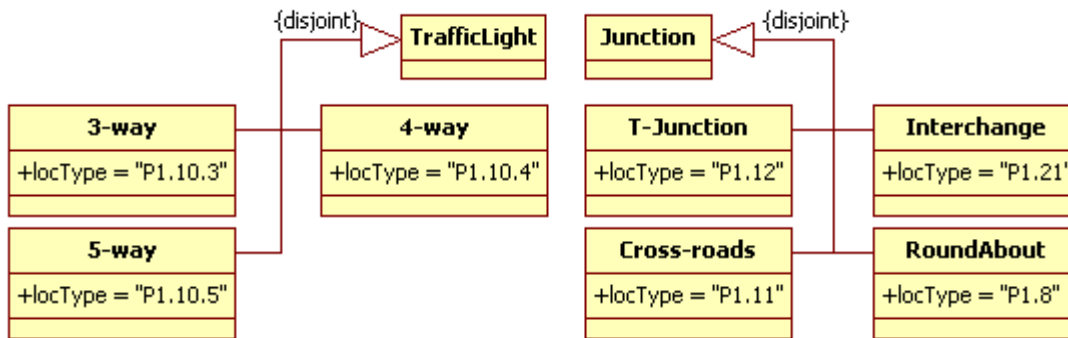 {disjoint}
TrafficLight
Junction
{disjoint}
3-way
+locType = "P1.10.3"
4-way
+locType = "P1.10.4"
T-Junction
+locType = "P1.12"
Interchange
+locType = "P1.21"
5-way
+locType = "P1.10.5"
Cross-roads
+locType = "P1.11"
RoundAbout
+locType = "P1.8"